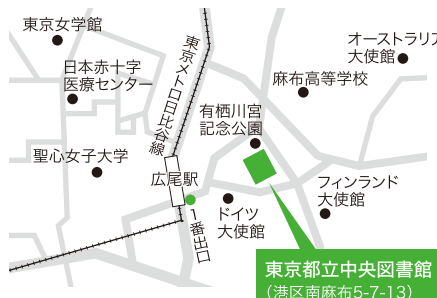 東京女学館
日本赤十字
医療センター
聖心女子大学
東京メトロ日比谷線
広尾駅
1番出口
有栖川宮
記念公園
麻布高等学校
オーストラリア
大使館
ドイツ
大使館
フィンランド
大使館
東京都立中央図書館
(港区南麻布5-7-13)